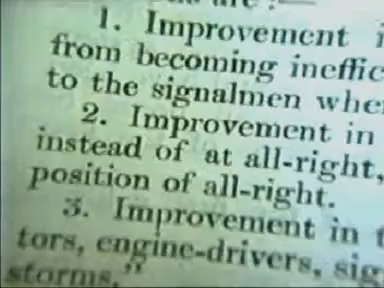 1. Improvement
from becoming ineffic
to the signalmen whe
2. Improvement in
instead of at all-right,
position of all-right.
3. Improvement in t
tors, engine-drivers, sig
storms."